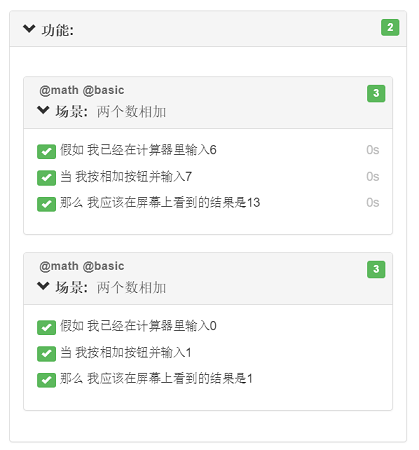 功能:
2
@math @basic
3
场景: 两个数相加
假如 我已经在计算器里输入6 0s
当 我按相加按钮并输入7 0s
那么 我应该在屏幕上看到的结果是13 0s
@math @basic
3
场景: 两个数相加
假如 我已经在计算器里输入0
当 我按相加按钮并输入1
那么 我应该在屏幕上看到的结果是1